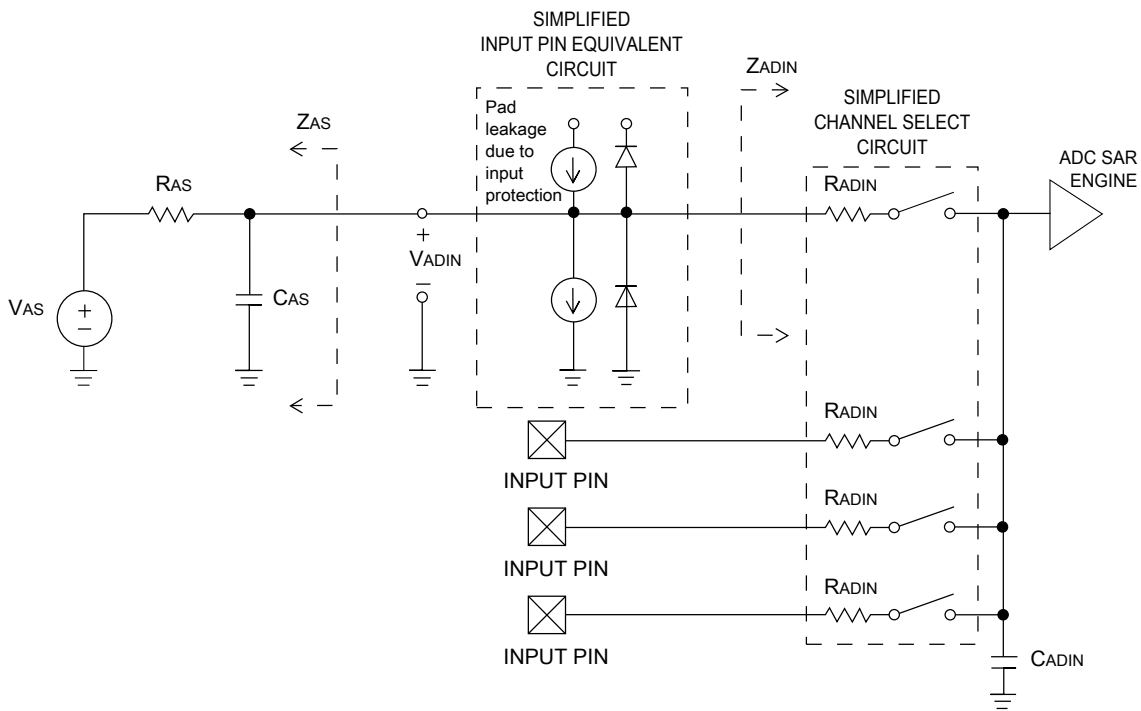 SIMPLIFIED
INPUT PIN EQUIVALENT
CIRCUIT
Pad
leakage
due to
input
protection
ZADIN
SIMPLIFIED
CHANNEL SELECT
CIRCUIT
ADC SAR
ENGINE
ZAS
RAS
RADIN
+
VADIN
–
VAS
+
–
CAS
RADIN
INPUT PIN
RADIN
INPUT PIN
RADIN
INPUT PIN
CADIN